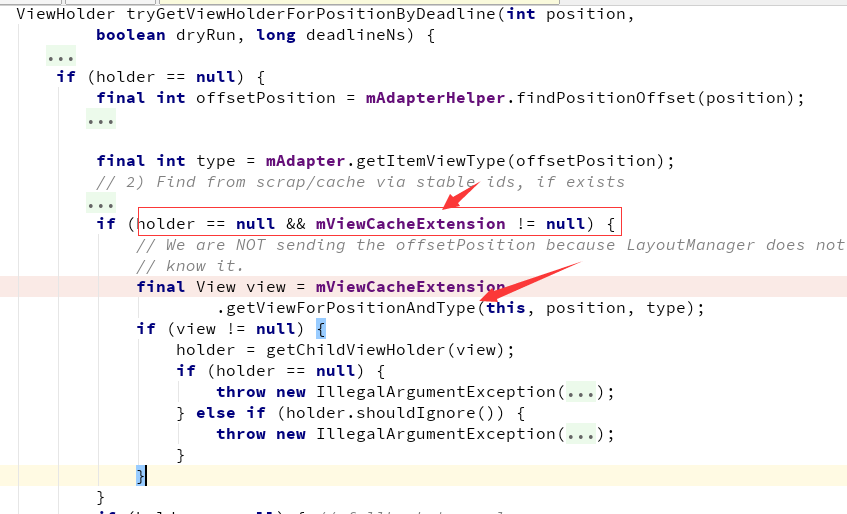 ViewHolder tryGetViewHolderForPositionByDeadline(int position,
boolean dryRun, long deadlineNs) {
...
if (holder == null) {
final int offsetPosition = mAdapterHelper.findPositionOffset(position);
...
final int type = mAdapter.getItemViewType(offsetPosition);
// 2) Find from scrap/cache via stable ids, if exists
...
if (holder == null && mViewCacheExtension != null) {
// We are NOT sending the offsetPosition because LayoutManager does not
// know it.
final View view = mViewCacheExtension
.getViewForPositionAndType(this, position, type);
if (view != null) {
holder = getChildViewHolder(view);
if (holder == null) {
throw new IllegalArgumentException(...);
} else if (holder.shouldIgnore()) {
throw new IllegalArgumentException(...);
}
}
}